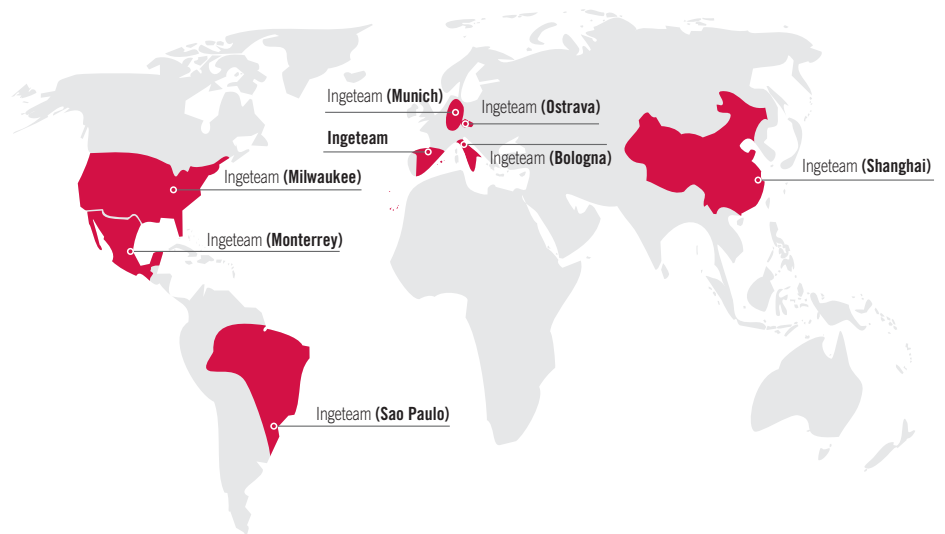 Ingeteam (Munich)
Ingeteam (Ostrava)
Ingeteam
Ingeteam (Bologna)
Ingeteam (Shanghai)
Ingeteam (Milwaukee)
Ingeteam (Monterrey)
Ingeteam (Sao Paulo)